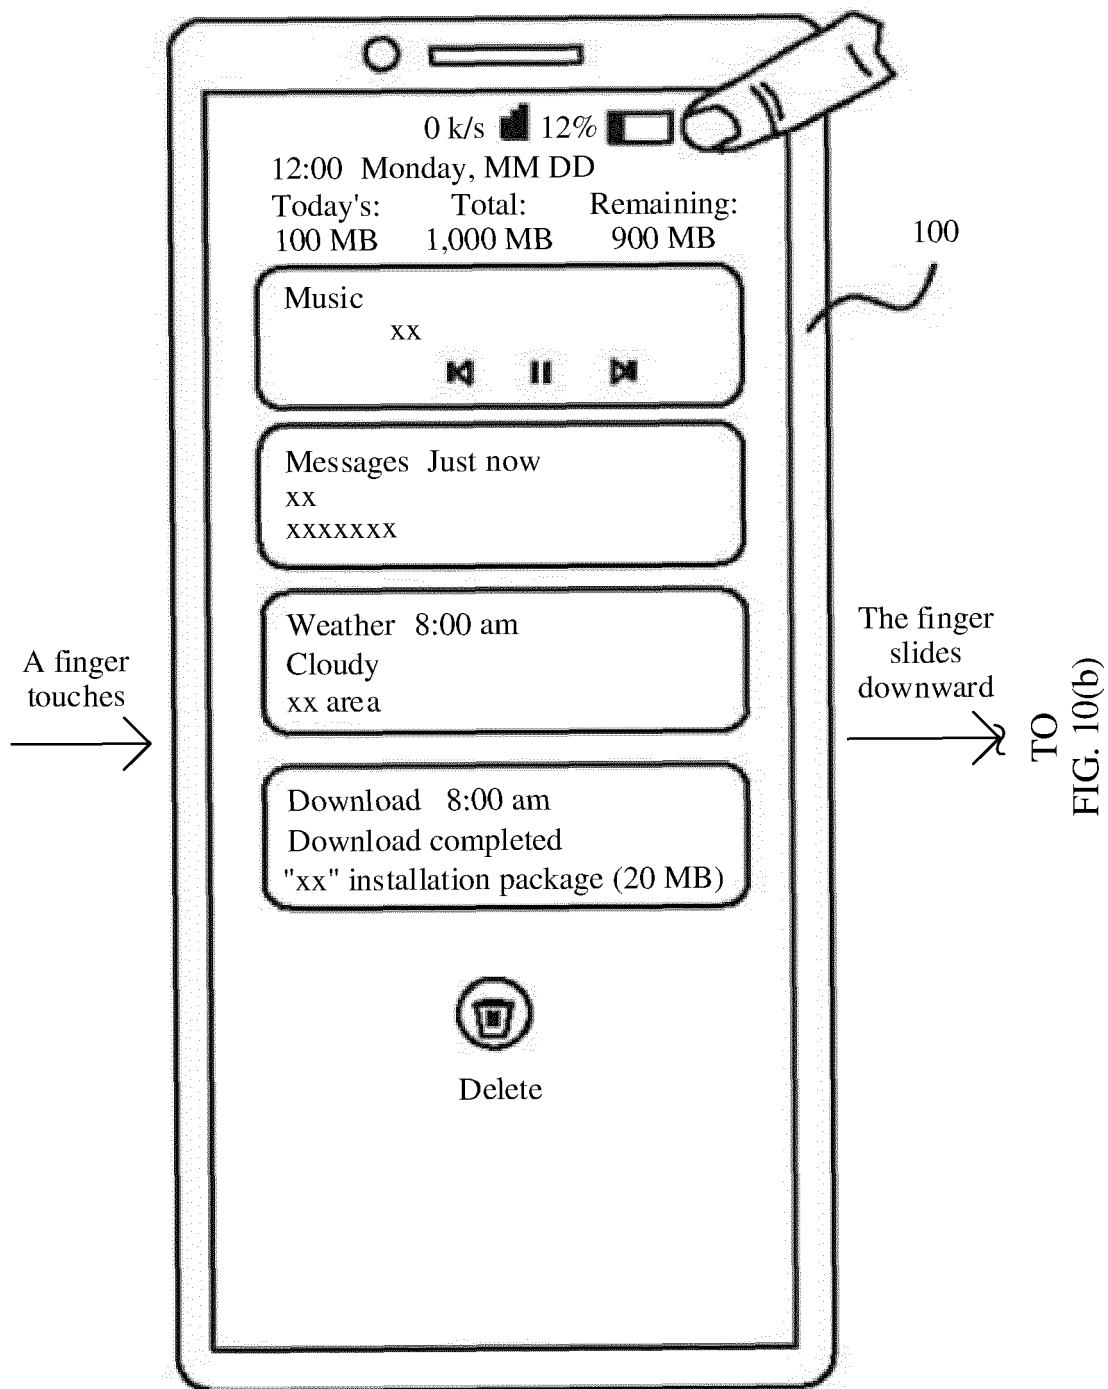 0 k/s 12%
12:00 Monday, MM DD
Today's: Total: Remaining:
100 MB 1,000 MB 900 MB
100
Music
xx
Messages Just now
xx
xxxxxxx
Weather 8:00 am
Cloudy
xx area
Download 8:00 am
Download completed
"xx" installation package (20 MB)
Delete
A finger
touches
The finger
slides
downward
TO
FIG. 10(b)